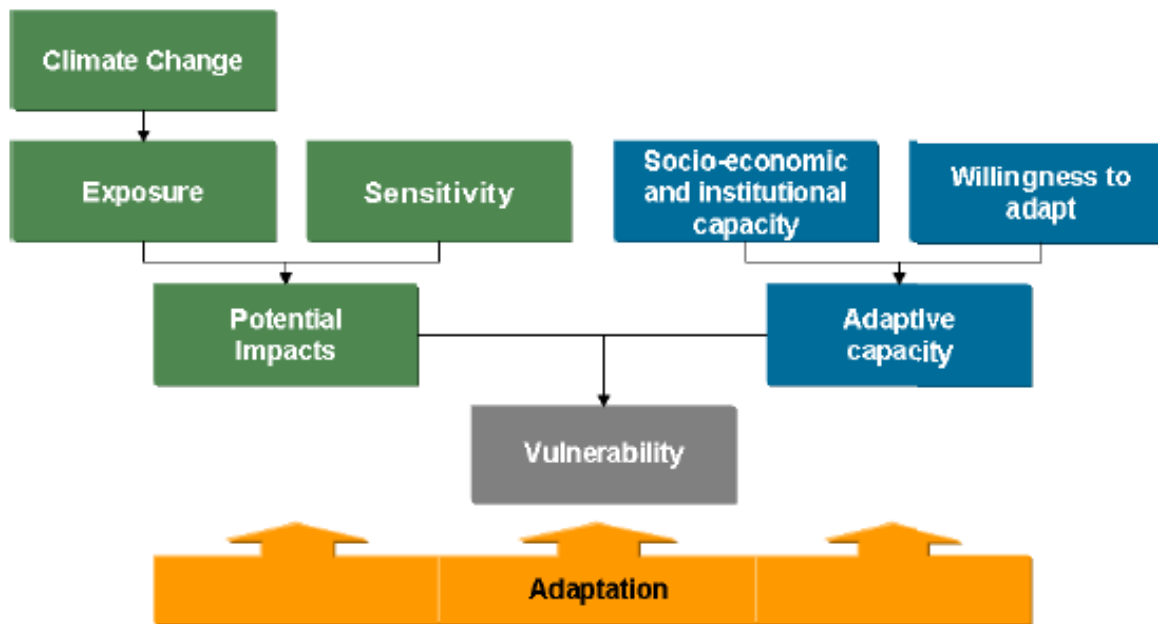 Climate Change
Exposure
Sensitivity
Socio-economic
and institutional
capacity
Willingness to
adapt
Potential
Impacts
Adaptive
capacity
Vulnerability
Adaptation